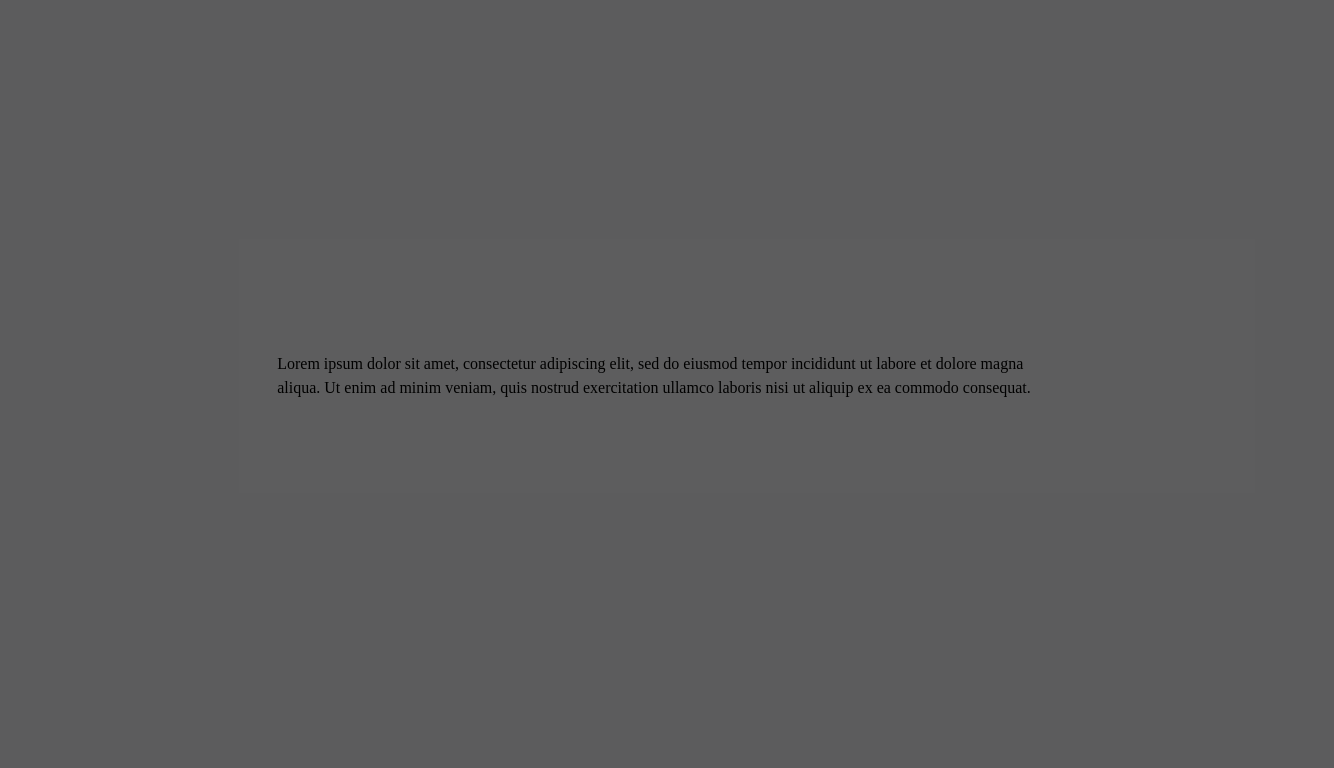 Lorem ipsum dolor sit amet, consectetur adipiscing elit, sed do eiusmod tempor incididunt ut labore et dolore magna
aliqua. Ut enim ad minim veniam, quis nostrud exercitation ullamco laboris nisi ut aliquip ex ea commodo consequat.